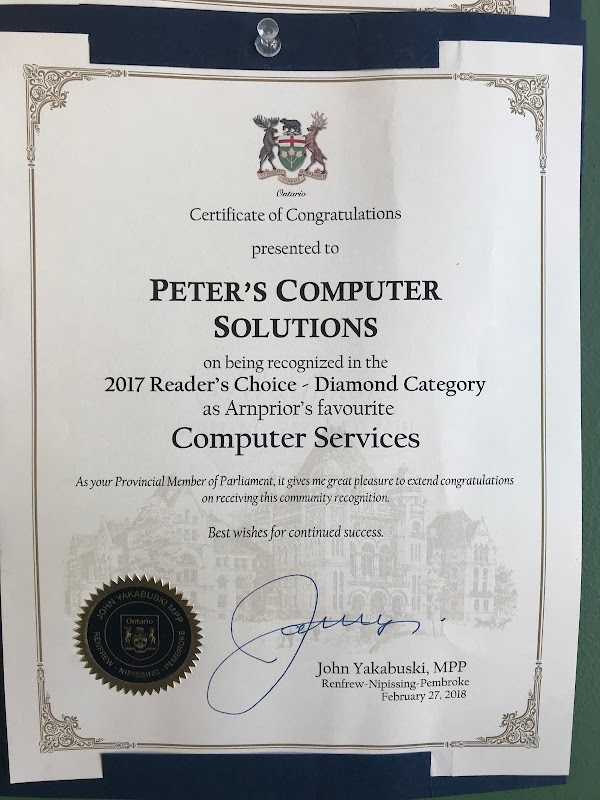 Ontario
Certificate of Congratulations
presented to
PETER'S COMPUTER
SOLUTIONS
on being recognized in the
2017 Reader's Choice - Diamond Category
as Arnprior's favourite
Computer Services
As your Provincial Member of Parliament, it gives me great pleasure to extend congratulations
on receiving this community recognition.
Best wishes for continued success.
JOHN YAKABUSKI MPP
Ontario
RENFREW - NIPISSING - PEMBROKE
John Yakabuski, MPP
Renfrew-Nipissing-Pembroke
February 27, 2018